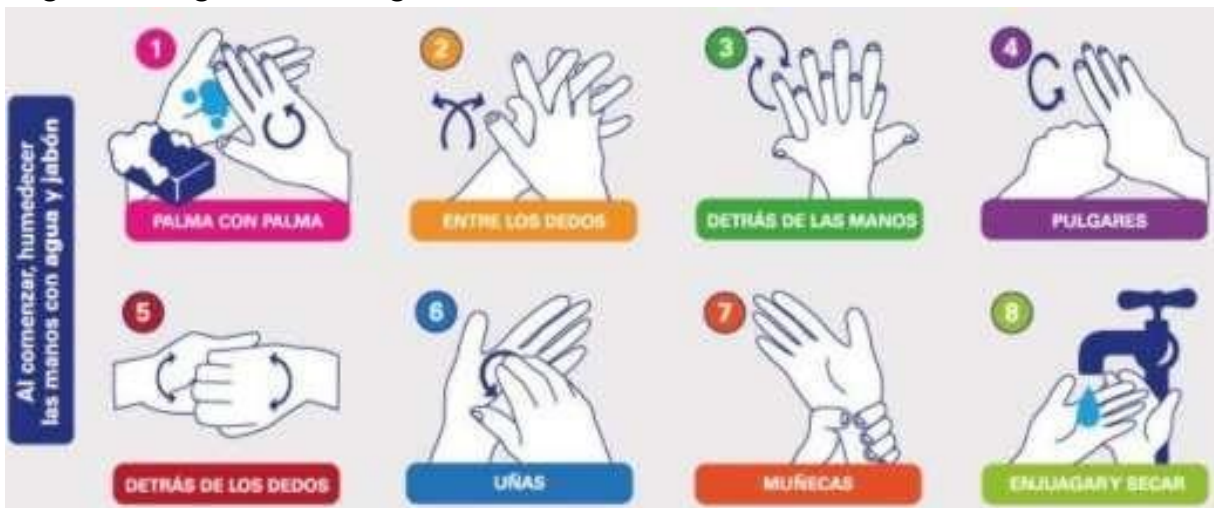 Al comenzar, humedecer
las manos con agua y jabón
1
PALMA CON PALMA
2
ENTRE LOS DEDOS
3
DETRÁS DE LAS MANOS
4
PULGARES
5
DETRÁS DE LOS DEDOS
6
UÑAS
7
MUÑECAS
8
ENJUAGAR Y SECAR